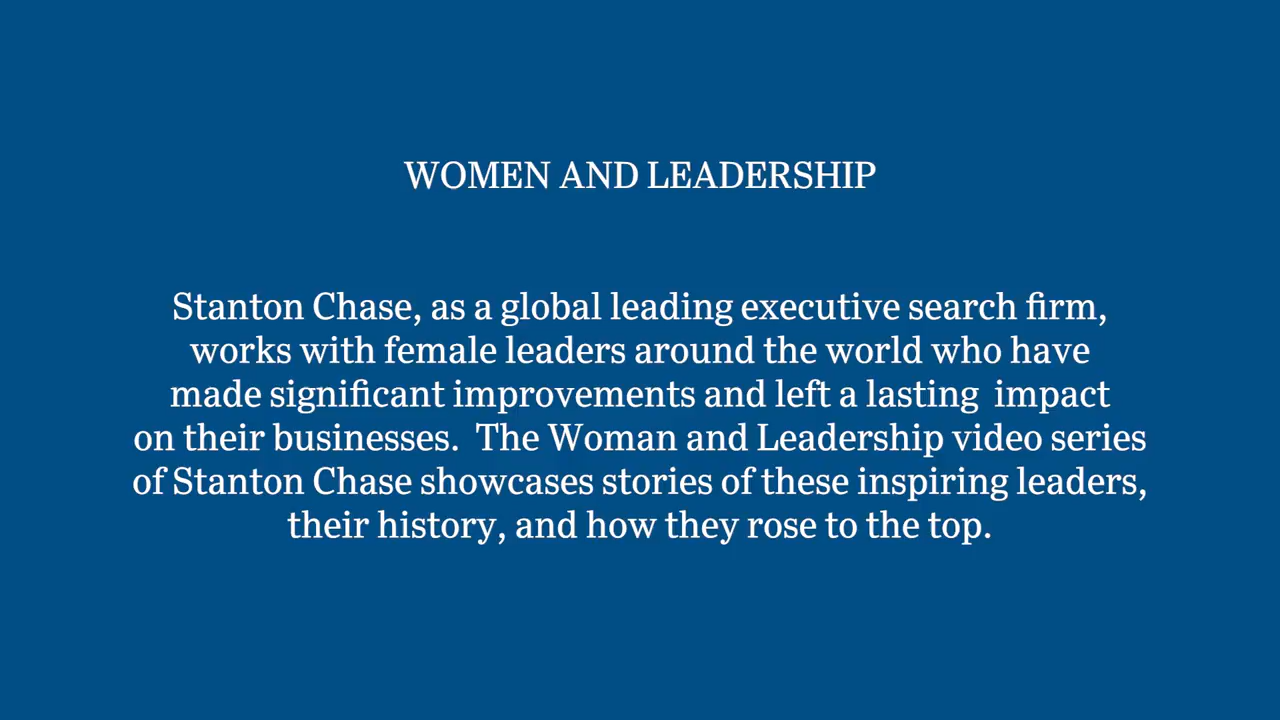 WOMEN AND LEADERSHIP
Stanton Chase, as a global leading executive search firm,
works with female leaders around the world who have
made significant improvements and left a lasting  impact
on their businesses.  The Woman and Leadership video series
of Stanton Chase showcases stories of these inspiring leaders,
their history, and how they rose to the top.